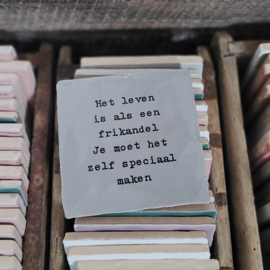 Het leven
is als een
frikandel
Je moet het
zelf speciaal
maken